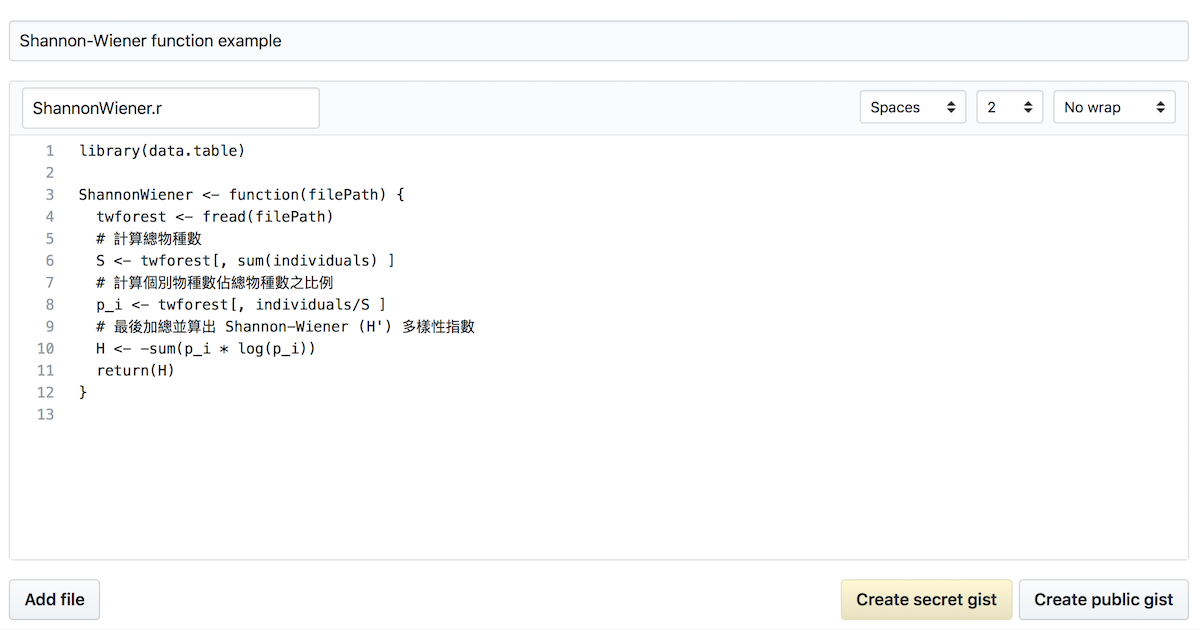 Shannon-Wiener function example
ShannonWiener.r
Spaces
2
No wrap
1 library(data.table)
2
3 ShannonWiener <- function(filePath) {
4   twforest <- fread(filePath)
5   # 計算總物種數
6   S <- twforest[, sum(individuals) ]
7   # 計算個別物種數佔總物種數之比例
8   p_i <- twforest[, individuals/S ]
9   # 最後加總並算出 Shannon-Wiener (H') 多樣性指數
10   H <- -sum(p_i * log(p_i))
11   return(H)
12 }
13
Add file
Create secret gist
Create public gist